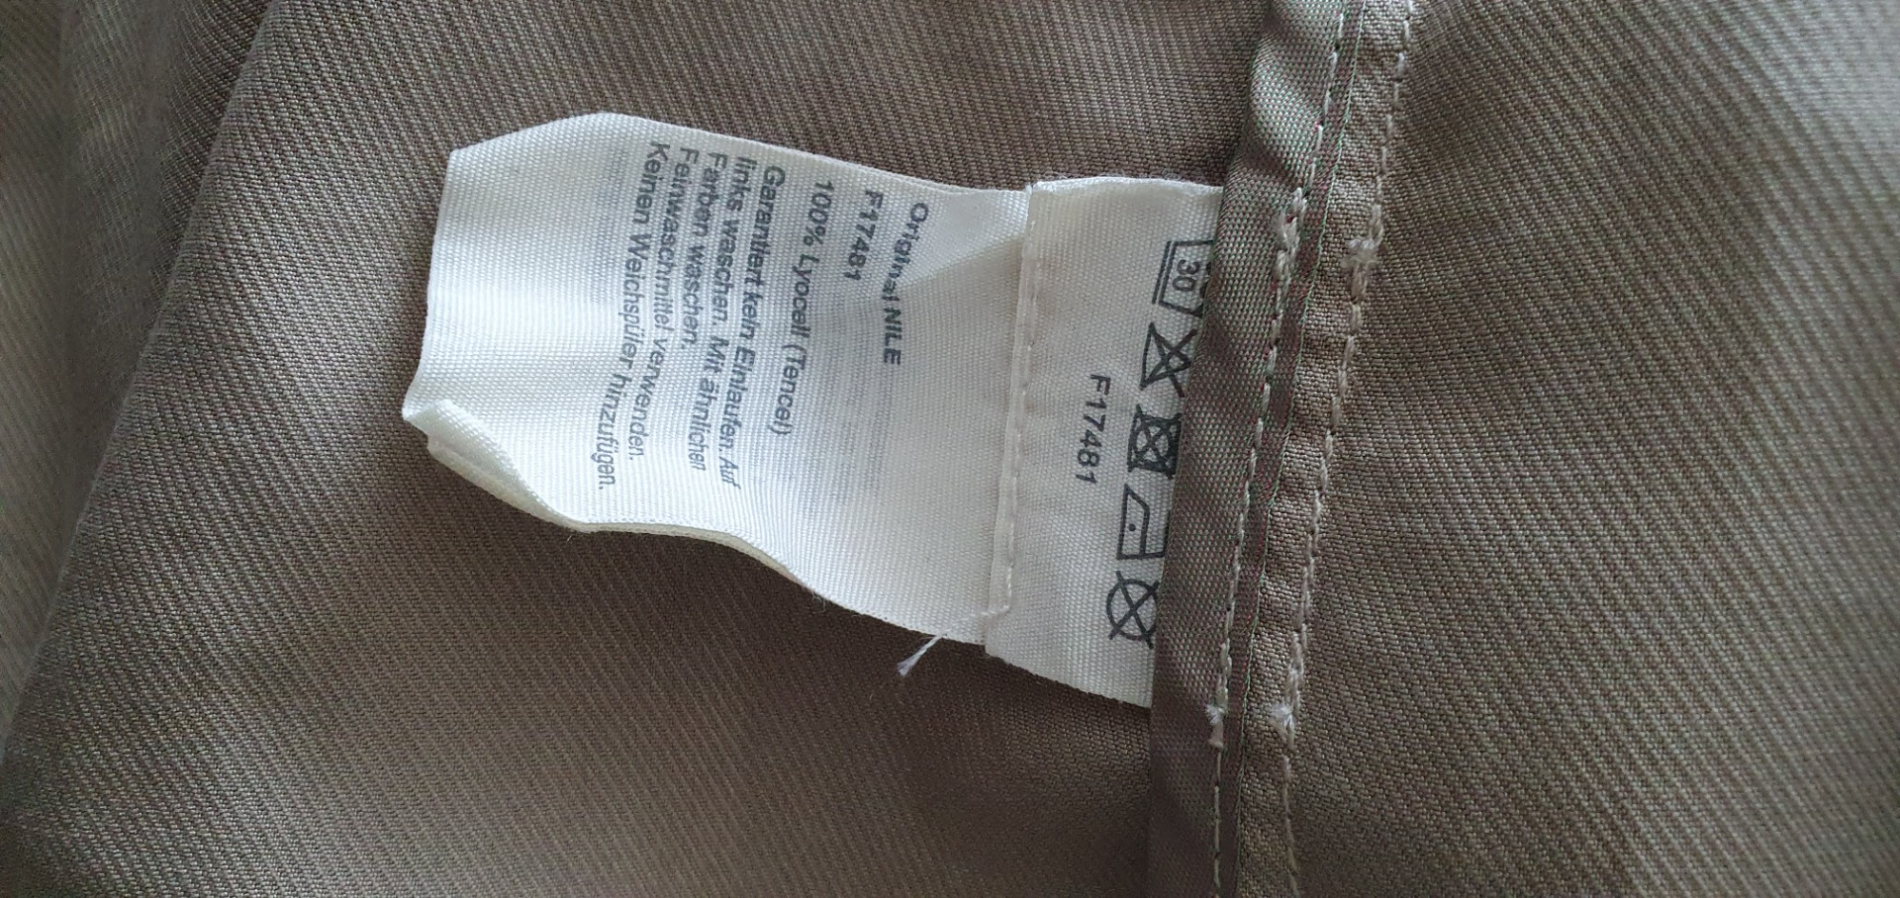 30
F17481
Original NILE
F17481
100% Lyocell (Tencel)
Garantiert kein Einlaufen. Auf
links waschen. Mit ähnlichen
Farben waschen.
Feinwaschmittel verwenden.
Keinen Weichspüler hinzufügen.